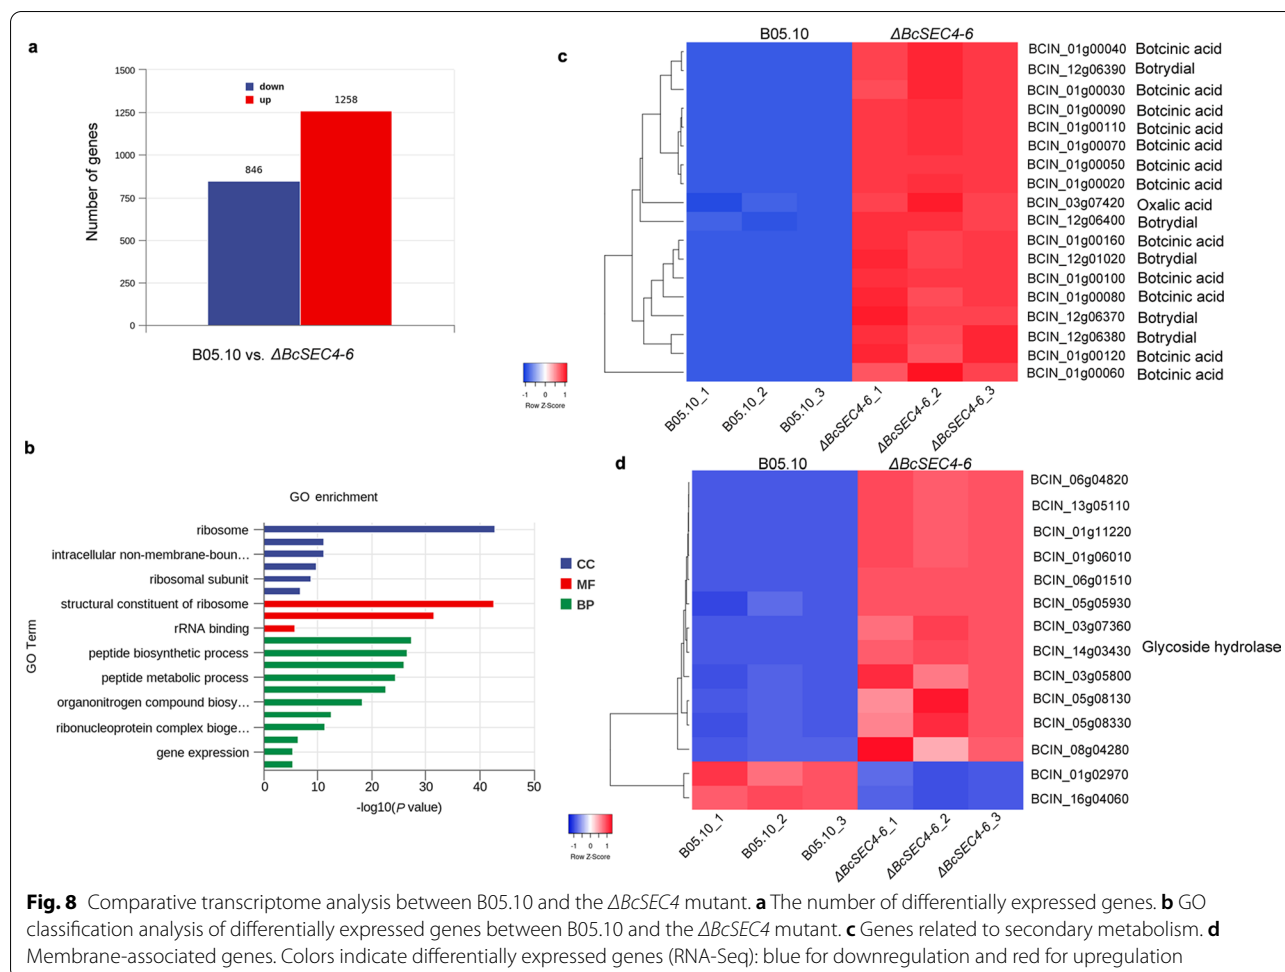 a
1500
1250
1000
750
500
250
0
Number of genes
down
up
846
1258
B05.10 vs. ΔBcSEC4-6
b
GO enrichment
GO Term
ribosome
intracellular non-membrane-boun…
ribosomal subunit
structural constituent of ribosome
rRNA binding
peptide biosynthetic process
peptide metabolic process
organonitrogen compound biosy…
ribonucleoprotein complex bioge…
gene expression
0 10 20 30 40 50
-log10(P value)
CC
MF
BP
c
B05.10 ΔBcSEC4-6
BCIN_01g00040 Botcinic acid
BCIN_12g06390 Botrydial
BCIN_01g00030 Botcinic acid
BCIN_01g00090 Botcinic acid
BCIN_01g00110 Botcinic acid
BCIN_01g00070 Botcinic acid
BCIN_01g00050 Botcinic acid
BCIN_01g00020 Botcinic acid
BCIN_03g07420 Oxalic acid
BCIN_12g06400 Botrydial
BCIN_01g00160 Botcinic acid
BCIN_12g01020 Botrydial
BCIN_01g00100 Botcinic acid
BCIN_01g00080 Botcinic acid
BCIN_12g06370 Botrydial
BCIN_12g06380 Botrydial
BCIN_01g00120 Botcinic acid
BCIN_01g00060 Botcinic acid
-1 0 1
Row Z-Score
B05.10_1 B05.10_2 B05.10_3 ΔBcSEC4-6_1 ΔBcSEC4-6_2 ΔBcSEC4-6_3
d
B05.10 ΔBcSEC4-6
BCIN_06g04820
BCIN_13g05110
BCIN_01g11220
BCIN_01g06010
BCIN_06g01510
BCIN_05g05930
BCIN_03g07360
BCIN_14g03430
BCIN_03g05800
BCIN_05g08130
BCIN_05g08330
BCIN_08g04280
BCIN_01g02970
BCIN_16g04060
Glycoside hydrolase
-1 0 1
Row Z-Score
B05.10_1 B05.10_2 B05.10_3 ΔBcSEC4-6_1 ΔBcSEC4-6_2 ΔBcSEC4-6_3
Fig. 8 Comparative transcriptome analysis between B05.10 and the ΔBcSEC4 mutant. a The number of differentially expressed genes. b GO
classification analysis of differentially expressed genes between B05.10 and the ΔBcSEC4 mutant. c Genes related to secondary metabolism. d
Membrane-associated genes. Colors indicate differentially expressed genes (RNA-Seq): blue for downregulation and red for upregulation